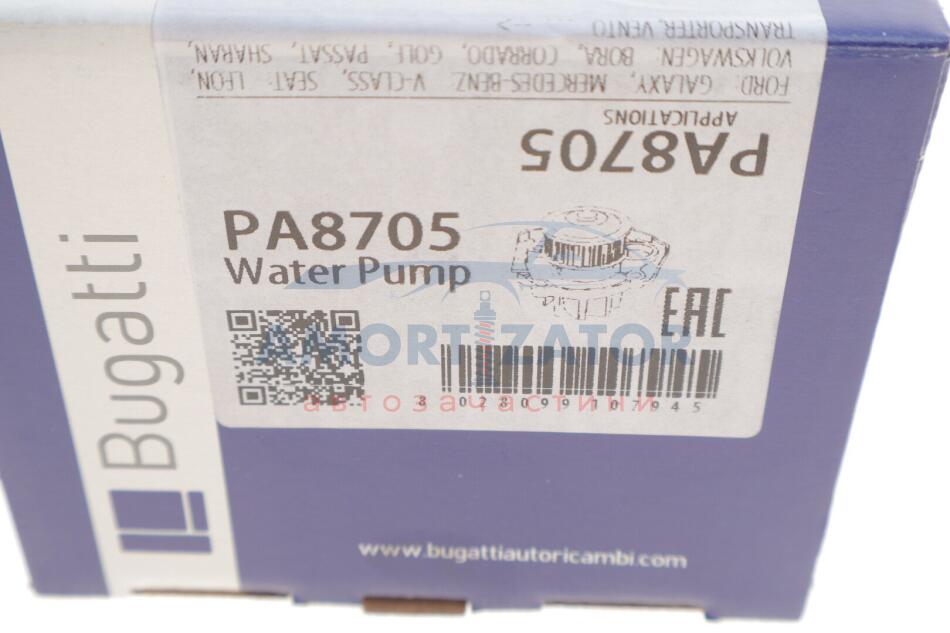 PA8705
APPLICATIONS
FORD: GALAXY, MERCEDES-BENZ: V-CLASS, SEAT: LEON,
VOLKSWAGEN: BORA, CORRADO, GOLF, PASSAT, SHARAN,
TRANSPORTER, VENTO
PA8705
Water Pump
EAC
AMORTIZATOR
автозачастини
8 028099 107945
Bugatti
www.bugattiautoricambi.com